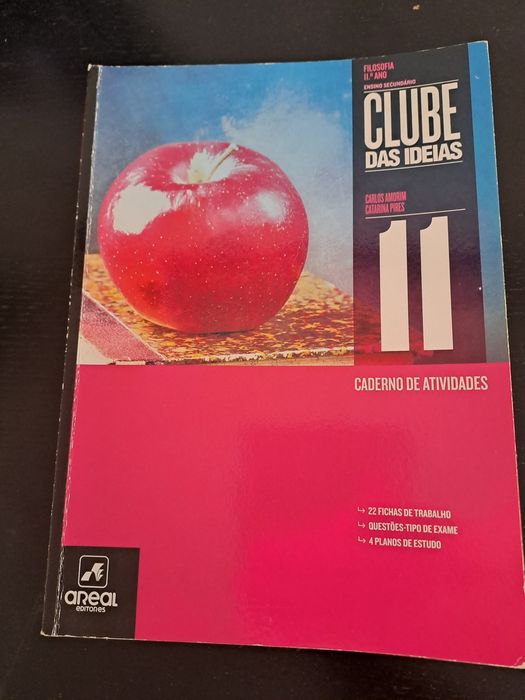 FILOSOFIA
11.º ANO
ENSINO SECUNDÁRIO
CLUBE
DAS IDEIAS
CARLOS AMORIM
CATARINA PIRES
11
CADERNO DE ATIVIDADES
↪ 22 FICHAS DE TRABALHO
↪ QUESTÕES-TIPO DE EXAME
↪ 4 PLANOS DE ESTUDO
AREAL
EDITORES